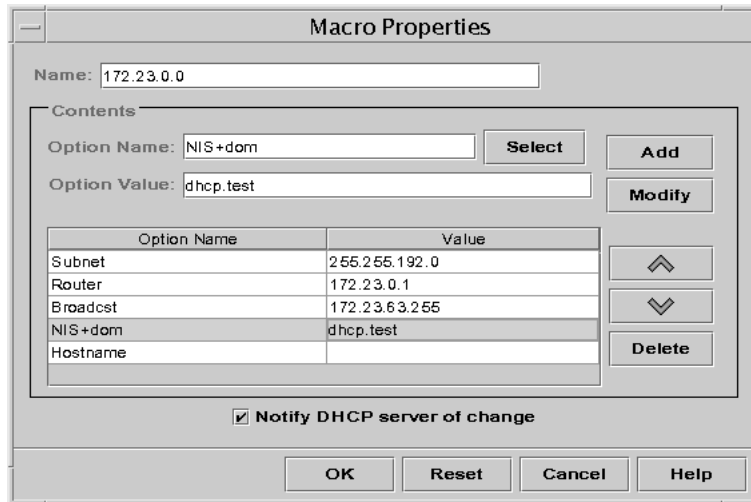 Macro Properties
Name: 172.23.0.0
Contents
Option Name: NIS+dom Select Add
Option Value: dhcp.test Modify
Option Name Value
Subnet 255.255.192.0
Router 172.23.0.1
Broadcst 172.23.63.255
NIS+dom dhcp.test
Hostname Delete
Notify DHCP server of change
OK Reset Cancel Help